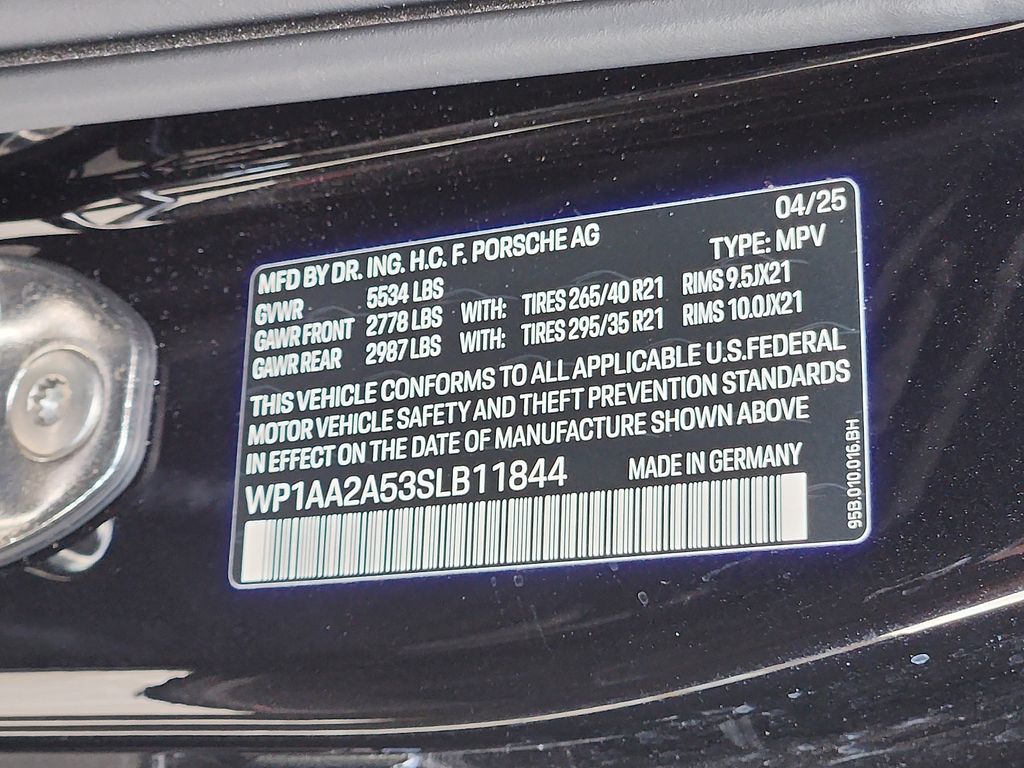 04/25
MFD BY DR. ING. H.C. F. PORSCHE AG TYPE: MPV
GVWR 5534 LBS
GAWR FRONT 2778 LBS WITH: TIRES 265/40 R21 RIMS 9.5JX21
GAWR REAR 2987 LBS WITH: TIRES 295/35 R21 RIMS 10.0JX21
THIS VEHICLE CONFORMS TO ALL APPLICABLE U.S.FEDERAL
MOTOR VEHICLE SAFETY AND THEFT PREVENTION STANDARDS
IN EFFECT ON THE DATE OF MANUFACTURE SHOWN ABOVE
WP1AA2A53SLB11844 MADE IN GERMANY
95B.010.016.BH